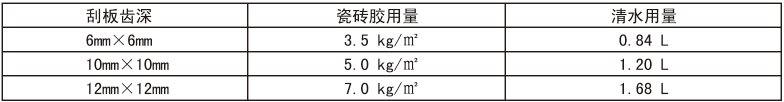 刮板齿深 瓷砖胶用量 清水用量
6mm×6mm 3.5 kg/㎡ 0.84 L
10mm×10mm 5.0 kg/㎡ 1.20 L
12mm×12mm 7.0 kg/㎡ 1.68 L